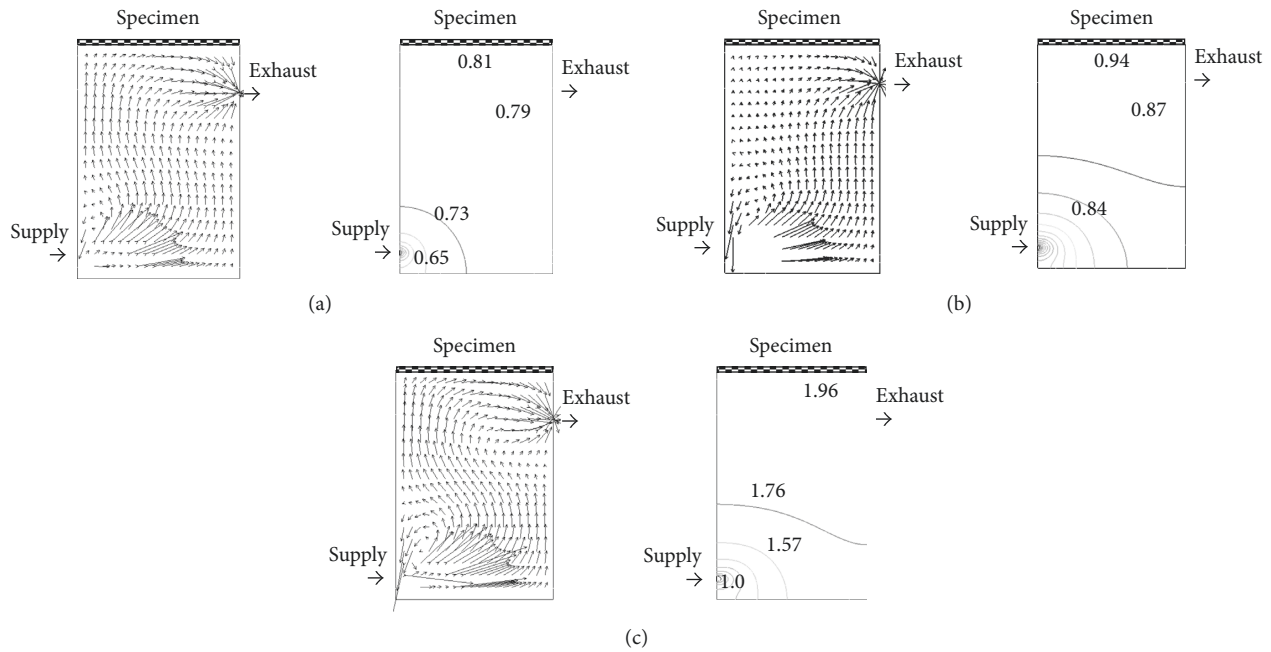 Specimen
Exhaust
Supply
Specimen
0.81
Exhaust
0.79
0.73
Supply
0.65
(a)
Specimen
Exhaust
Supply
Specimen
0.94
Exhaust
0.87
0.84
Supply
(b)
Specimen
Exhaust
Supply
Specimen
1.96
Exhaust
1.76
1.57
Supply
1.0
(c)